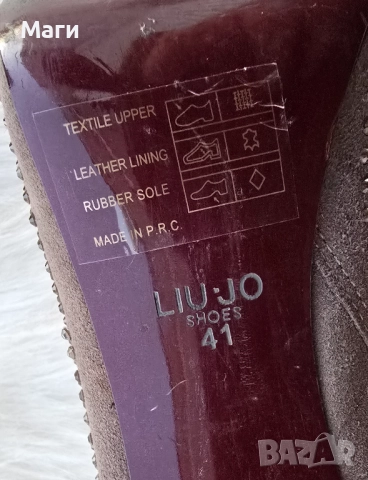 Маги
TEXTILE UPPER
LEATHER LINING
RUBBER SOLE
MADE IN P.R.C.
LIU·JO
SHOES
41
BAZAR